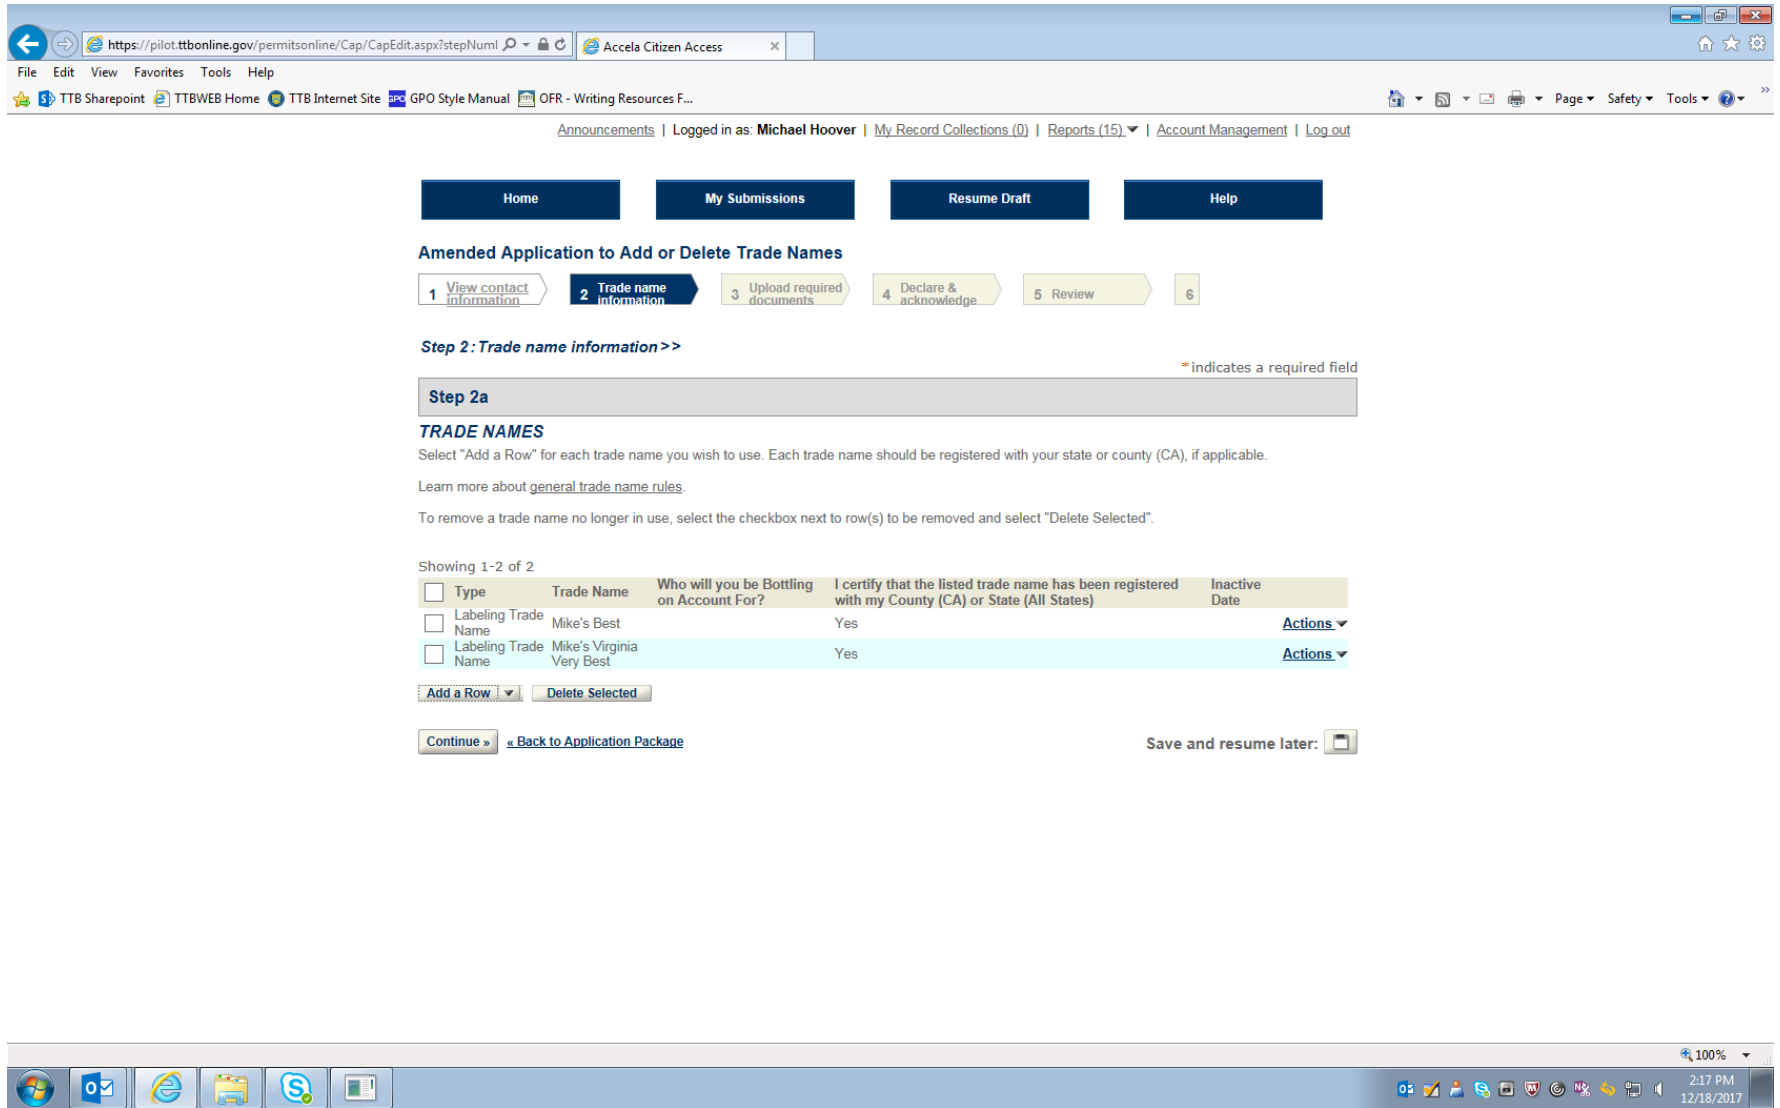 https://pilot.ttbonline.gov/permitsonline/Cap/CapEdit.aspx?stepNuml
Accela Citizen Access
File Edit View Favorites Tools Help
TTB Sharepoint TTBWEB Home TTB Internet Site GPO GPO Style Manual OFR - Writing Resources F...
Page Safety Tools
Announcements | Logged in as: Michael Hoover | My Record Collections (0) | Reports (15) | Account Management | Log out
Home My Submissions Resume Draft Help
Amended Application to Add or Delete Trade Names
1 View contact information
2 Trade name information
3 Upload required documents
4 Declare & acknowledge
5 Review
6
Step 2:Trade name information>>
*indicates a required field
Step 2a
TRADE NAMES
Select "Add a Row" for each trade name you wish to use. Each trade name should be registered with your state or county (CA), if applicable.
Learn more about general trade name rules.
To remove a trade name no longer in use, select the checkbox next to row(s) to be removed and select "Delete Selected".
Showing 1-2 of 2
Type Trade Name Who will you be Bottling on Account For? I certify that the listed trade name has been registered with my County (CA) or State (All States) Inactive Date
Labeling Trade Name Mike's Best Yes Actions
Labeling Trade Name Mike's Virginia Very Best Yes Actions
Add a Row Delete Selected
Continue » « Back to Application Package Save and resume later:
100%
2:17 PM
12/18/2017